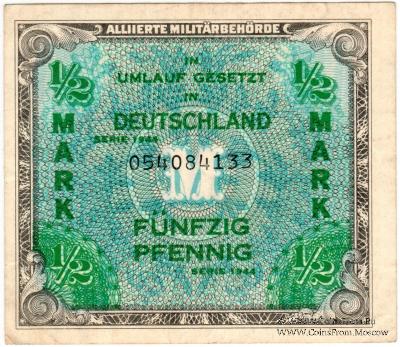 ALLIIERTE MILITÄRBEHÖRDE
½ ½
IN
UMLAUF GESETZT
IN
DEUTSCHLAND
SERIE 1944
MARK MARK
054084133
M
FÜNFZIG
PFENNIG
SERIE 1944
½ ½
www.CoinsFrom.Moscow